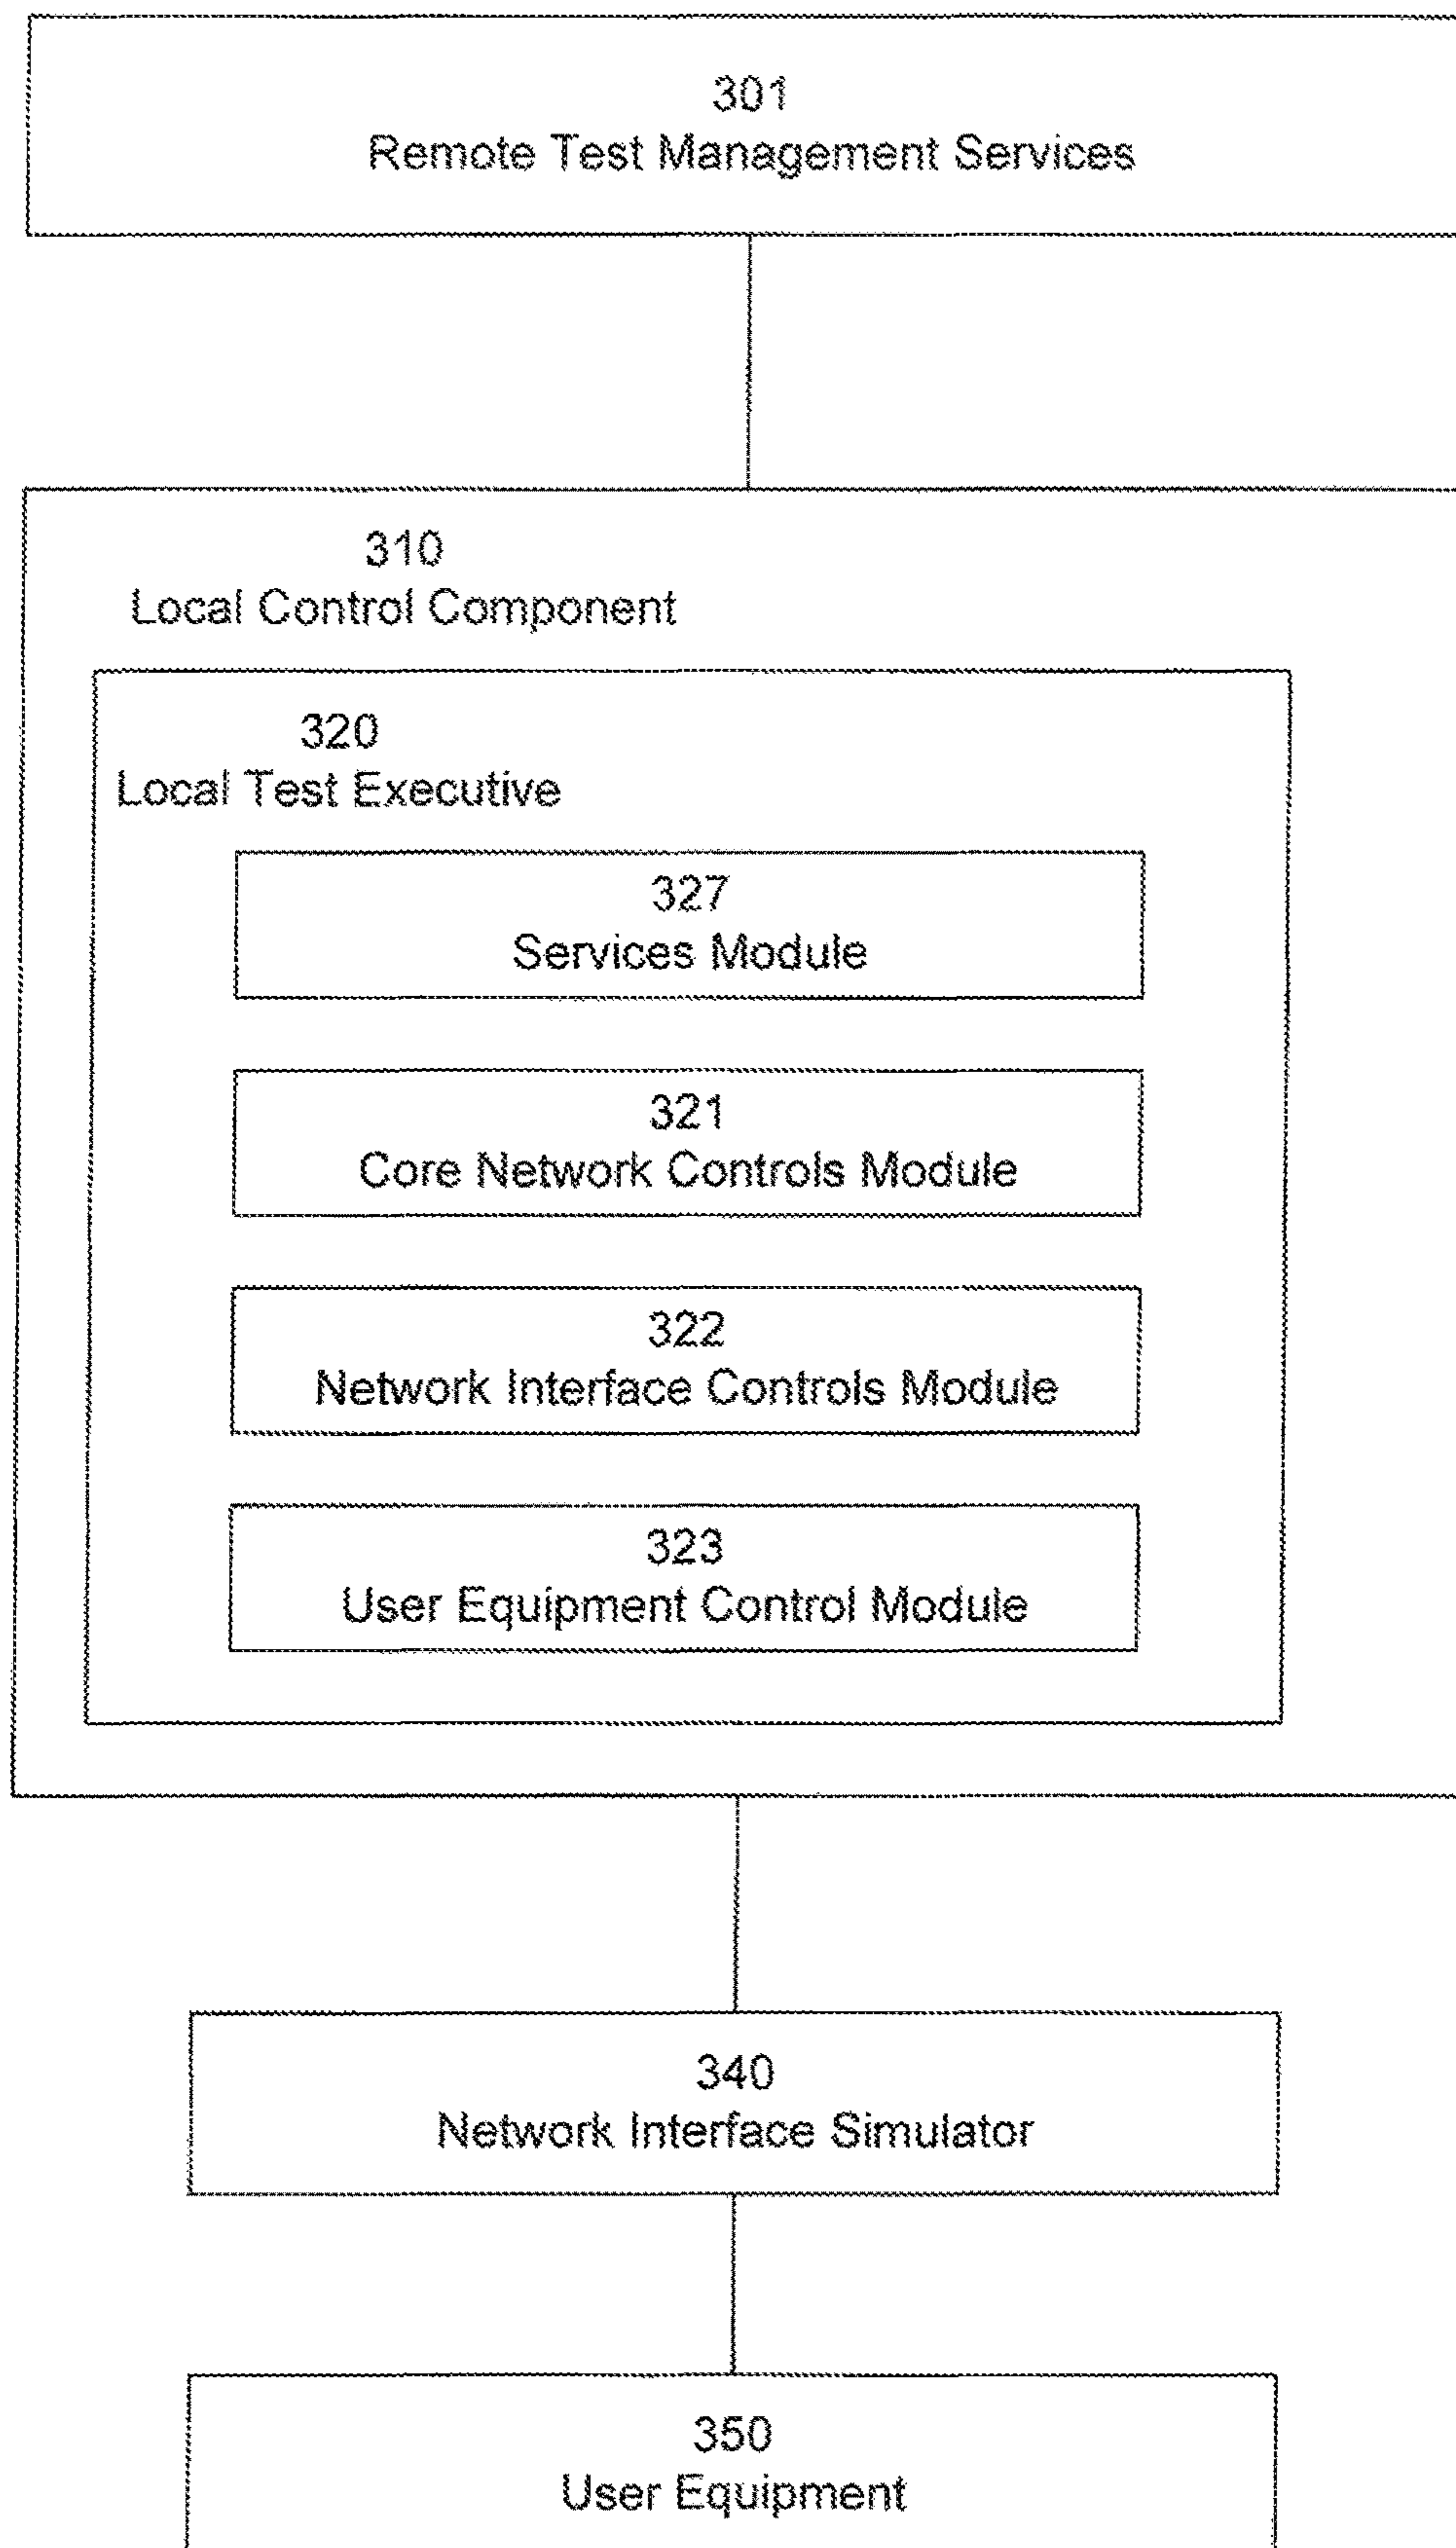 301
Remote Test Management Services
310
Local Control Component
320
Local Test Executive
327
Services Module
321
Core Network Controls Module
322
Network Interface Controls Module
323
User Equipment Control Module
340
Network Interface Simulator
350
User Equipment